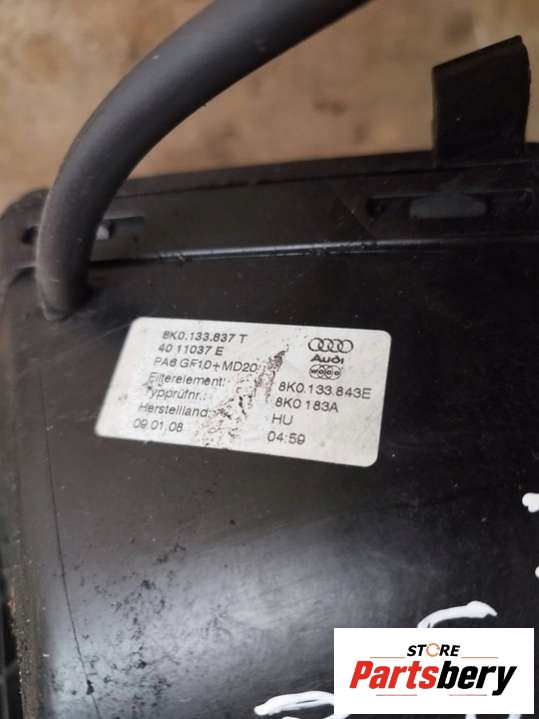 8K0.133.837 T
40 11037 E
PA6 GF10+MD20
Audi
Filterelement: 8K0.133.843E
Typprüfnr.: 8K0 183A
Herstelland: HU
09.01.08 04:59
STORE
Partsbery